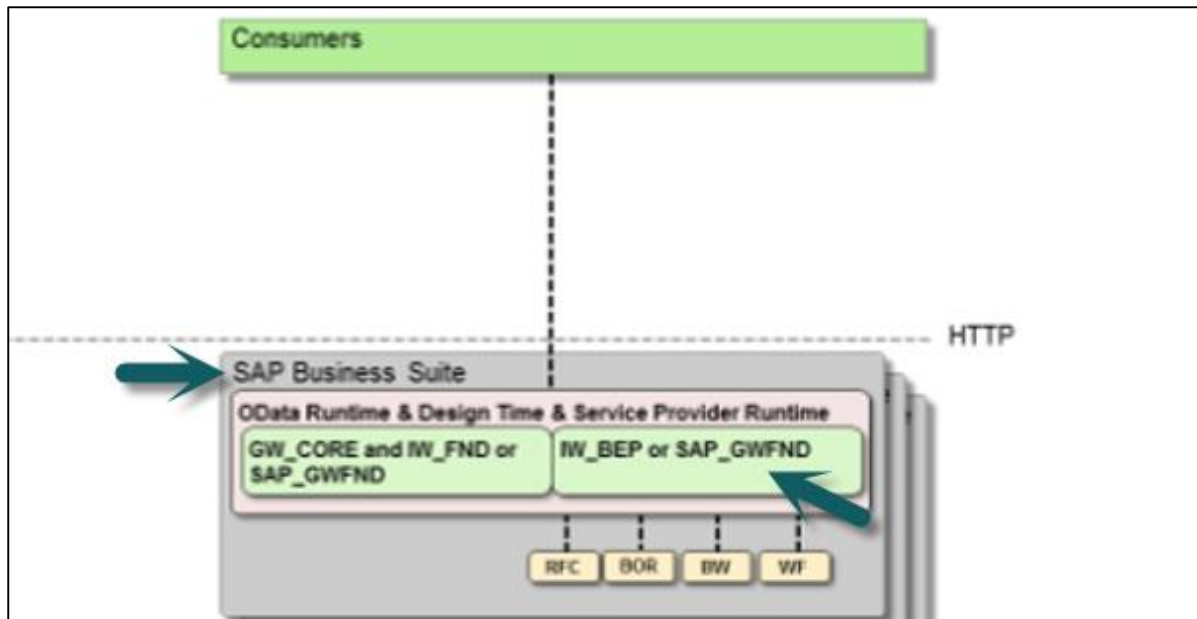 Consumers
HTTP
SAP Business Suite
OData Runtime & Design Time & Service Provider Runtime
GW_CORE and IW_FND or
SAP_GWFND
IW_BEP or SAP_GWFND
RFC
BOR
BW
WF